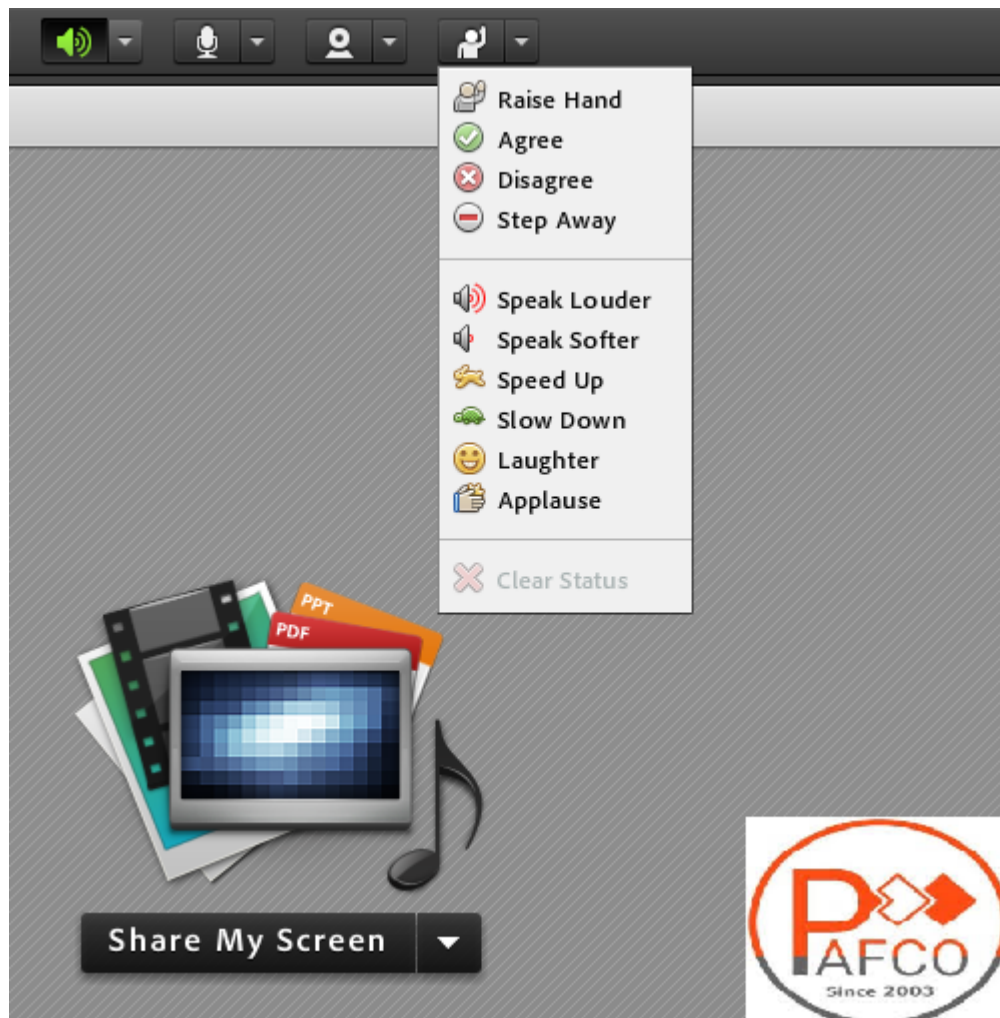 Raise Hand
Agree
Disagree
Step Away
Speak Louder
Speak Softer
Speed Up
Slow Down
Laughter
Applause
Clear Status
PPT
PDF
Share My Screen
PAFCO
Since 2003